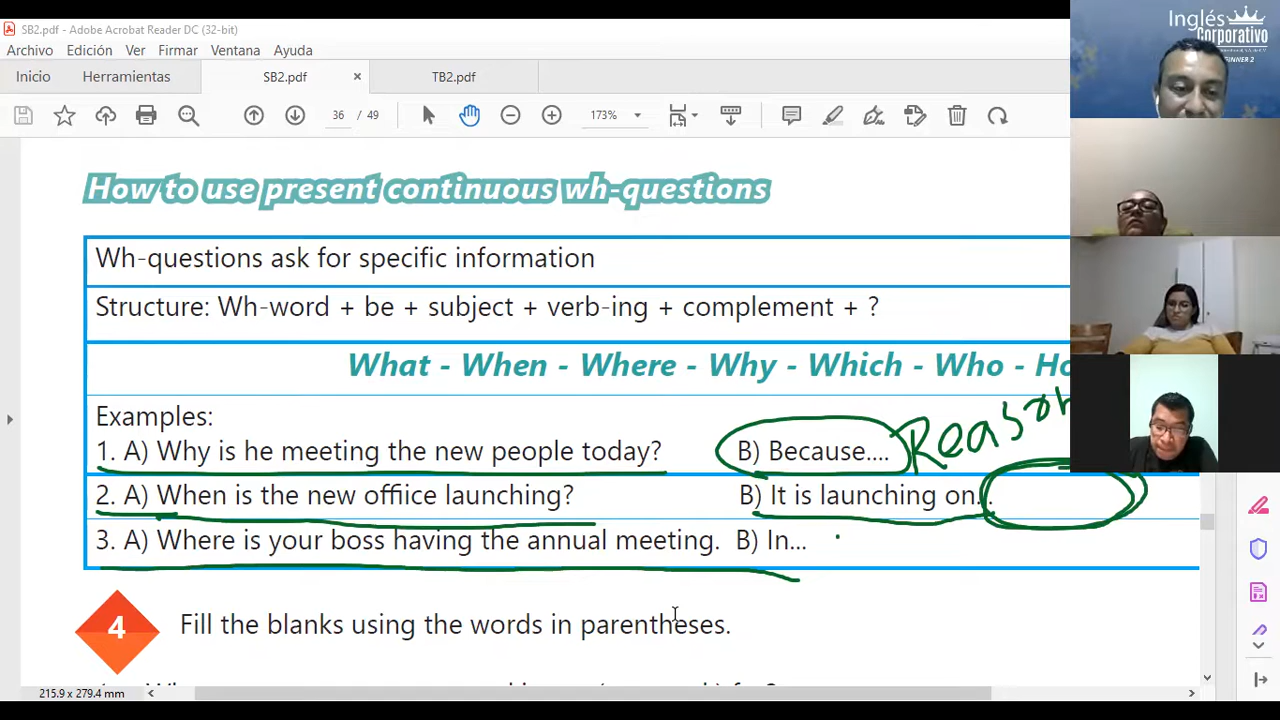 SB2.pdf - Adobe Acrobat Reader DC (32-bit)
Archivo Edición Ver Firmar Ventana Ayuda
Inicio Herramientas SB2.pdf × TB2.pdf
36 / 49 173%
Inglés
Corporativo
How to use present continuous wh-questions
Wh-questions ask for specific information
Structure: Wh-word + be + subject + verb-ing + complement + ?
What - When - Where - Why - Which - Who - Ho
Examples:
1. A) Why is he meeting the new people today? B) Because.... Reason
2. A) When is the new office launching? B) It is launching on...
3. A) Where is your boss having the annual meeting. B) In...
4 Fill the blanks using the words in parentheses.
215.9 x 279.4 mm